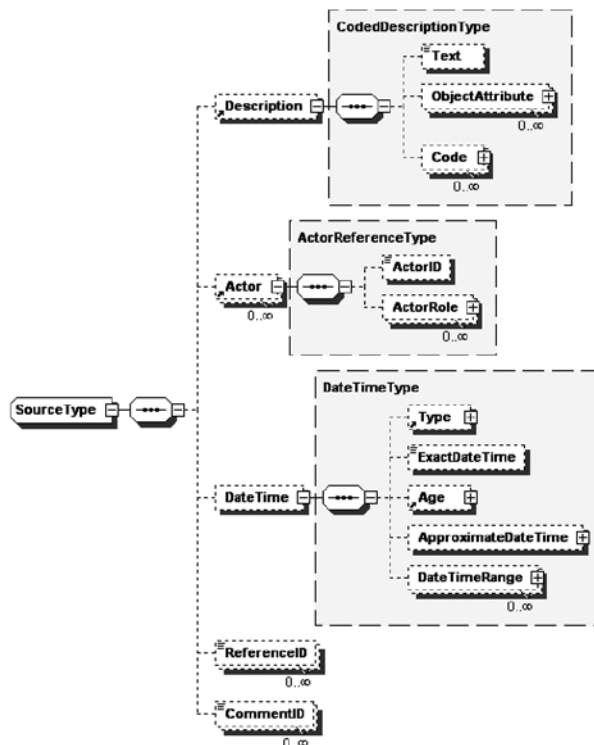 CodedDescriptionType
Text
Description
ObjectAttribute
0..∞
Code
0..∞
ActorReferenceType
ActorID
Actor
0..∞
ActorRole
0..∞
DateTimeType
SourceType
Type
ExactDateTime
DateTime
Age
ApproximateDateTime
DateTimeRange
0..∞
ReferenceID
0..∞
CommentID
0..∞